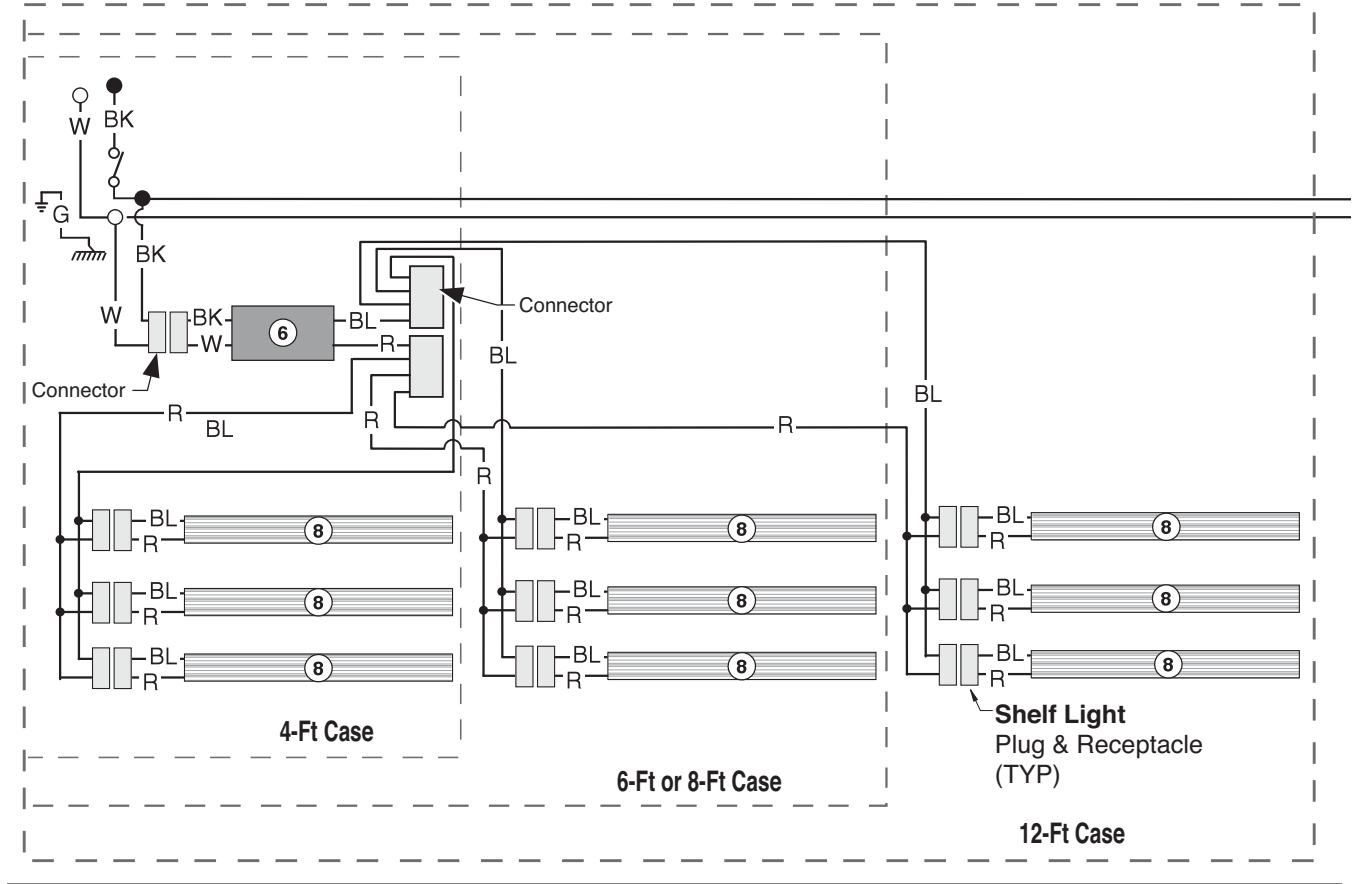 W
BK
G
BK
W
BK
W
6
BL
R
Connector
Connector
BL
BL
R
BL
R
R
R
BL
R
8
BL
R
8
BL
R
8
BL
R
8
BL
R
8
BL
R
8
BL
R
8
BL
R
8
BL
R
8
4-Ft Case
Shelf Light
Plug & Receptacle
(TYP)
6-Ft or 8-Ft Case
12-Ft Case